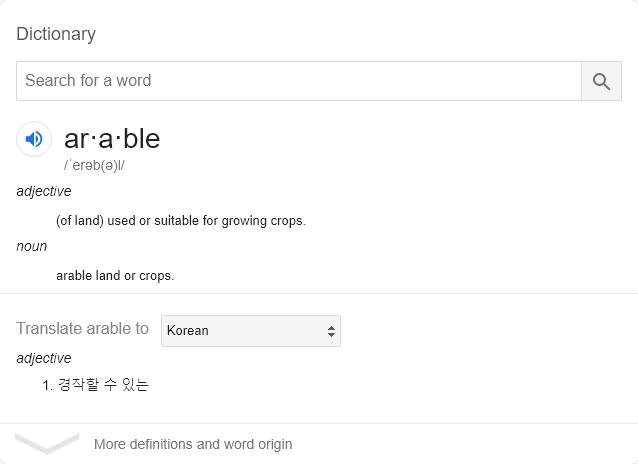 Dictionary
Search for a word
ar·a·ble
/ˈerəb(ə)l/
adjective
(of land) used or suitable for growing crops.
noun
arable land or crops.
Translate arable to Korean
adjective
1. 경작할 수 있는
More definitions and word origin